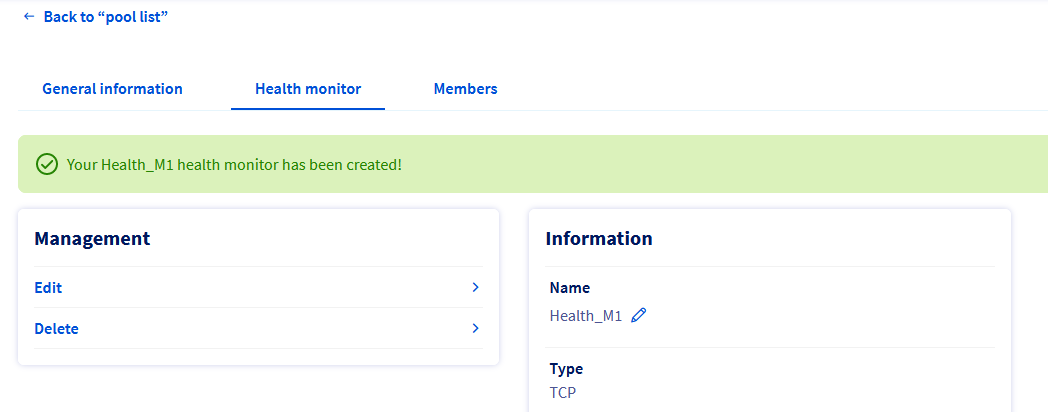 Back to “pool list”
General information
Health monitor
Members
Your Health_M1 health monitor has been created!
Management
Edit
Delete
Information
Name
Health_M1
Type
TCP